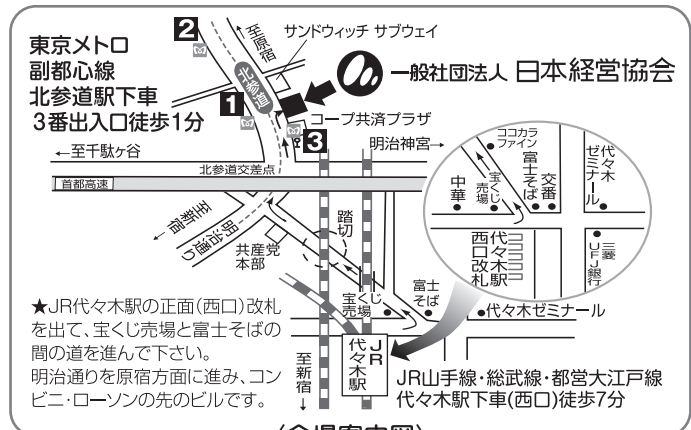 東京メトロ
副都心線
北参道駅下車
3番出入口徒歩1分
2
至原宿
サンドウィッチ サブウェイ
北参道
一般社団法人 日本経営協会
1
コープ共済プラザ
3
明治神宮→
←至千駄ヶ谷
北参道交差点
首都高速
至新宿
明治通り
共産党
本部
踏切
宝くじ
売場
富士
そば
代々木ゼミナール
ココカラ
ファイン
中華
宝くじ
売場
富士そば
交番
代々木
ゼミナール
代々木駅
西口改札
三菱
UFJ銀行
★JR代々木駅の正面(西口)改札
を出て、宝くじ売場と富士そばの
間の道を進んで下さい。
明治通りを原宿方面に進み、コン
ビニ・ローソンの先のビルです。
至新宿
JR
代々木駅
JR山手線・総武線・都営大江戸線
代々木駅下車(西口)徒歩7分
(会場案内図)